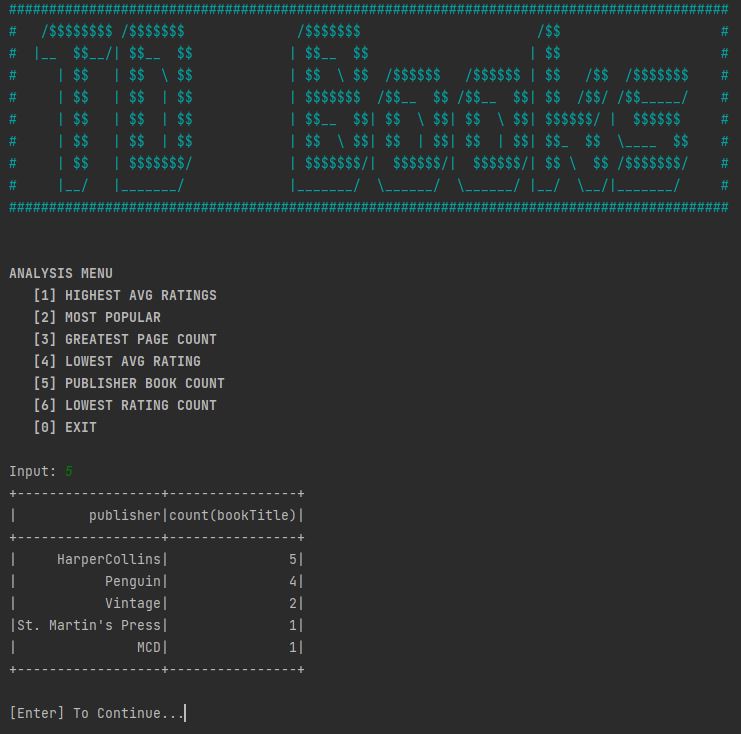 ##########################################################################################
#   /$$$$$$$$ /$$$$$$$              /$$$$$$$                      /$$                    #
#  |__  $$__/| $$__  $$            | $$__  $$                    | $$                    #
#     | $$   | $$  \ $$            | $$  \ $$  /$$$$$$   /$$$$$$ | $$   /$$  /$$$$$$$    #
#     | $$   | $$  | $$            | $$$$$$$  /$$__  $$ /$$__  $$| $$  /$$/ /$$_____/    #
#     | $$   | $$  | $$            | $$__  $$| $$  \ $$| $$  \ $$| $$$$$$/ |  $$$$$$     #
#     | $$   | $$  | $$            | $$  \ $$| $$  | $$| $$  | $$| $$_  $$  \____  $$    #
#     | $$   | $$$$$$$/            | $$$$$$$/|  $$$$$$/|  $$$$$$/| $$ \  $$ /$$$$$$$/    #
#     |__/   |_______/             |_______/  \______/  \______/ |__/  \__/|_______/     #
##########################################################################################
ANALYSIS MENU
   [1] HIGHEST AVG RATINGS
   [2] MOST POPULAR
   [3] GREATEST PAGE COUNT
   [4] LOWEST AVG RATING
   [5] PUBLISHER BOOK COUNT
   [6] LOWEST RATING COUNT
   [0] EXIT
Input: 5
+------------------+----------------+
|         publisher|count(bookTitle)|
+------------------+----------------+
|     HarperCollins|               5|
|           Penguin|               4|
|           Vintage|               2|
|St. Martin's Press|               1|
|               MCD|               1|
+------------------+----------------+
[Enter] To Continue...